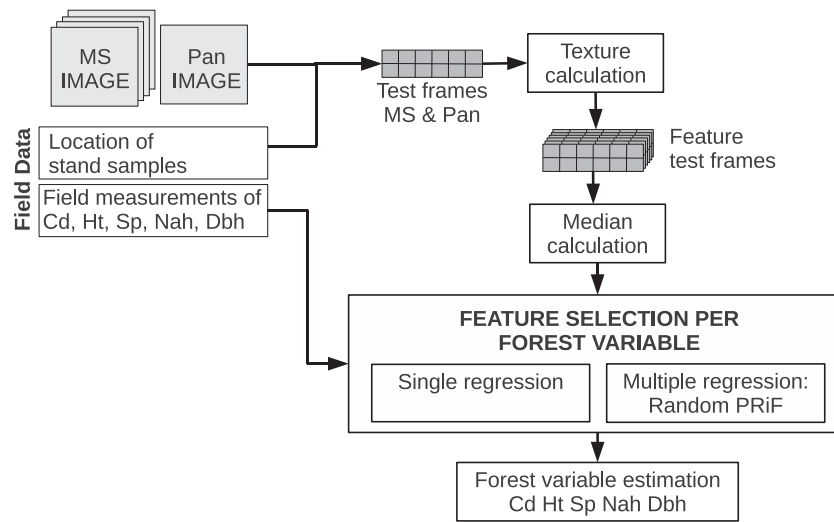 MS
IMAGE
Pan
IMAGE
Test frames
MS & Pan
Texture
calculation
Feature
test frames
Field Data
Location of
stand samples
Field measurements of
Cd, Ht, Sp, Nah, Dbh
Median
calculation
FEATURE SELECTION PER
FOREST VARIABLE
Single regression
Multiple regression:
Random PRiF
Forest variable estimation
Cd Ht Sp Nah Dbh